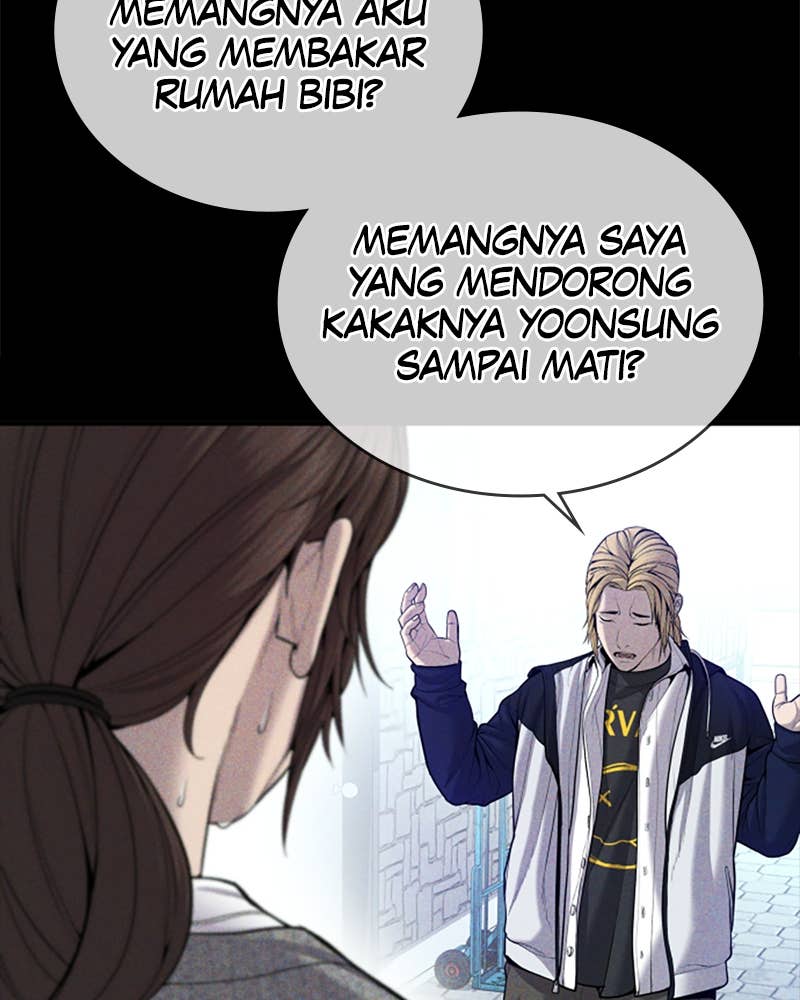 MEMANGNYA AKU
YANG MEMBAKAR
RUMAH BIBI?
MEMANGNYA SAYA
YANG MENDORONG
KAKAKNYA YOONSUNG
SAMPAI MATI?